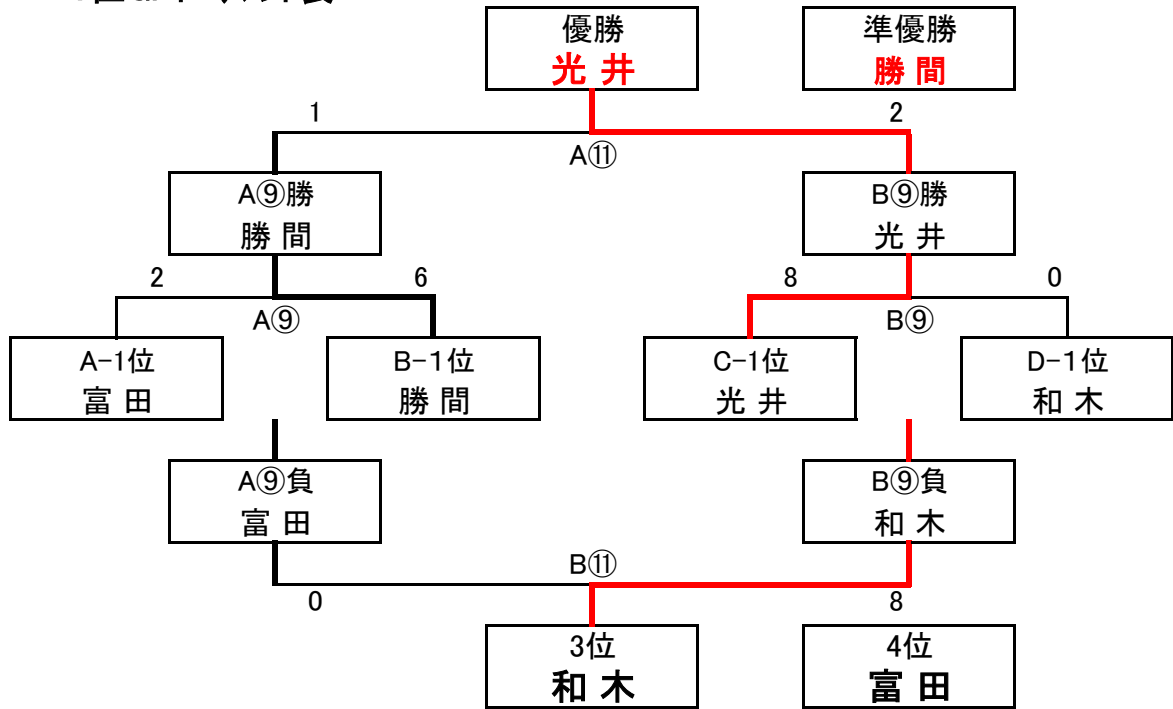 優勝
光 井
準優勝
勝 間
1
2
A⑪
A⑨勝
勝 間
B⑨勝
光 井
2
6
8
0
A⑨
B⑨
A-1位
富 田
B-1位
勝 間
C-1位
光 井
D-1位
和 木
A⑨負
富 田
B⑨負
和 木
B⑪
0
8
3位
和 木
4位
富 田